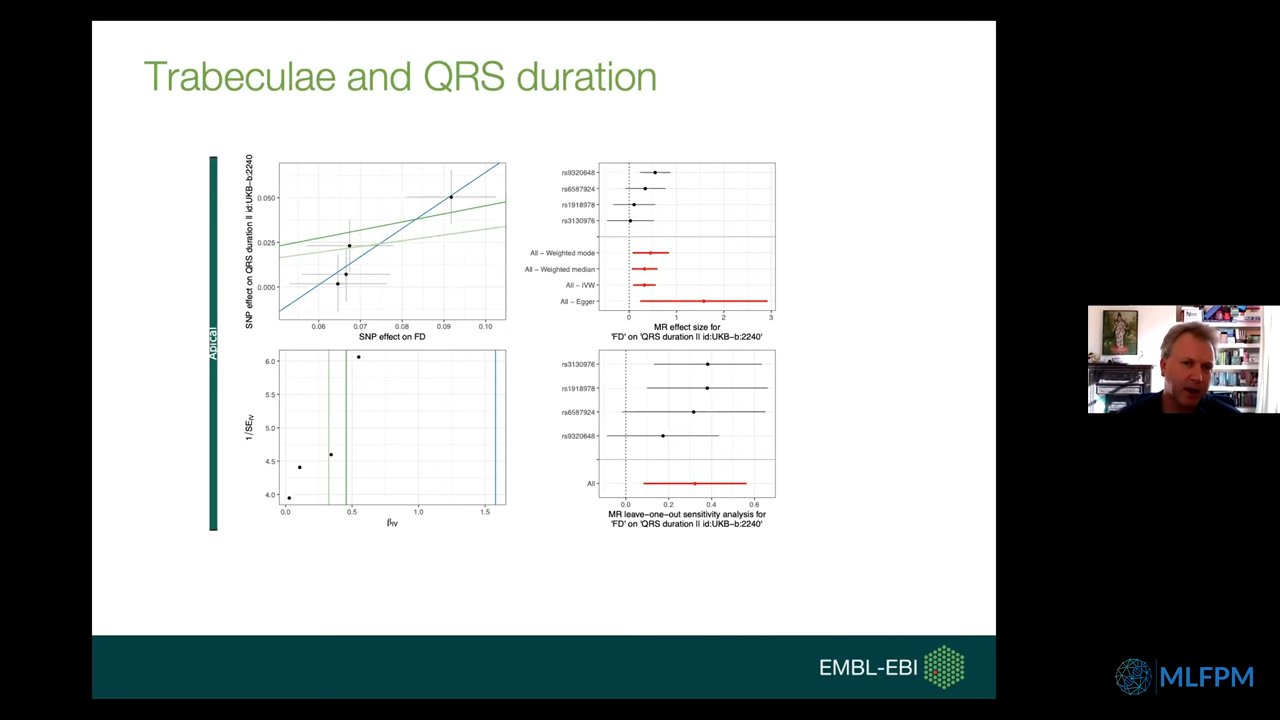 Trabeculae and QRS duration
Apical
SNP effect on QRS duration || id:UKB-b:2240
0.050
0.025
0.000
0.06
0.07
0.08
0.09
0.10
SNP effect on FD
rs9320648
rs6587924
rs1918978
rs3130976
All - Weighted mode
All - Weighted median
All - IVW
All - Egger
0
1
2
3
MR effect size for
'FD' on 'QRS duration || id:UKB-b:2240'
1/SE_IV
6.0
5.5
5.0
4.5
4.0
0.0
0.5
1.0
1.5
β_IV
rs3130976
rs1918978
rs6587924
rs9320648
All
0.0
0.2
0.4
0.6
MR leave-one-out sensitivity analysis for
'FD' on 'QRS duration || id:UKB-b:2240'
EMBL-EBI
MLFPM